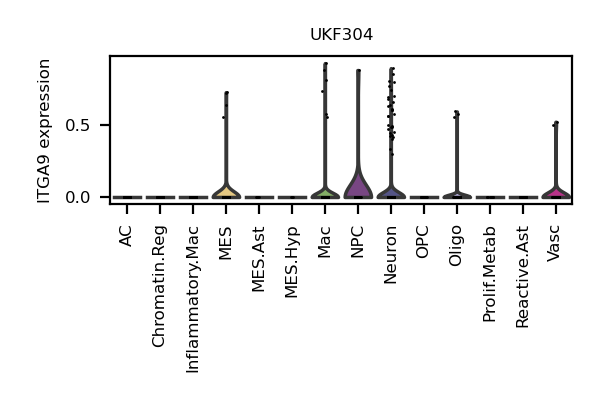 UKF304
ITGA9 expression
0.5
0.0
AC
Chromatin.Reg
Inflammatory.Mac
MES
MES.Ast
MES.Hyp
Mac
NPC
Neuron
OPC
Oligo
Prolif.Metab
Reactive.Ast
Vasc